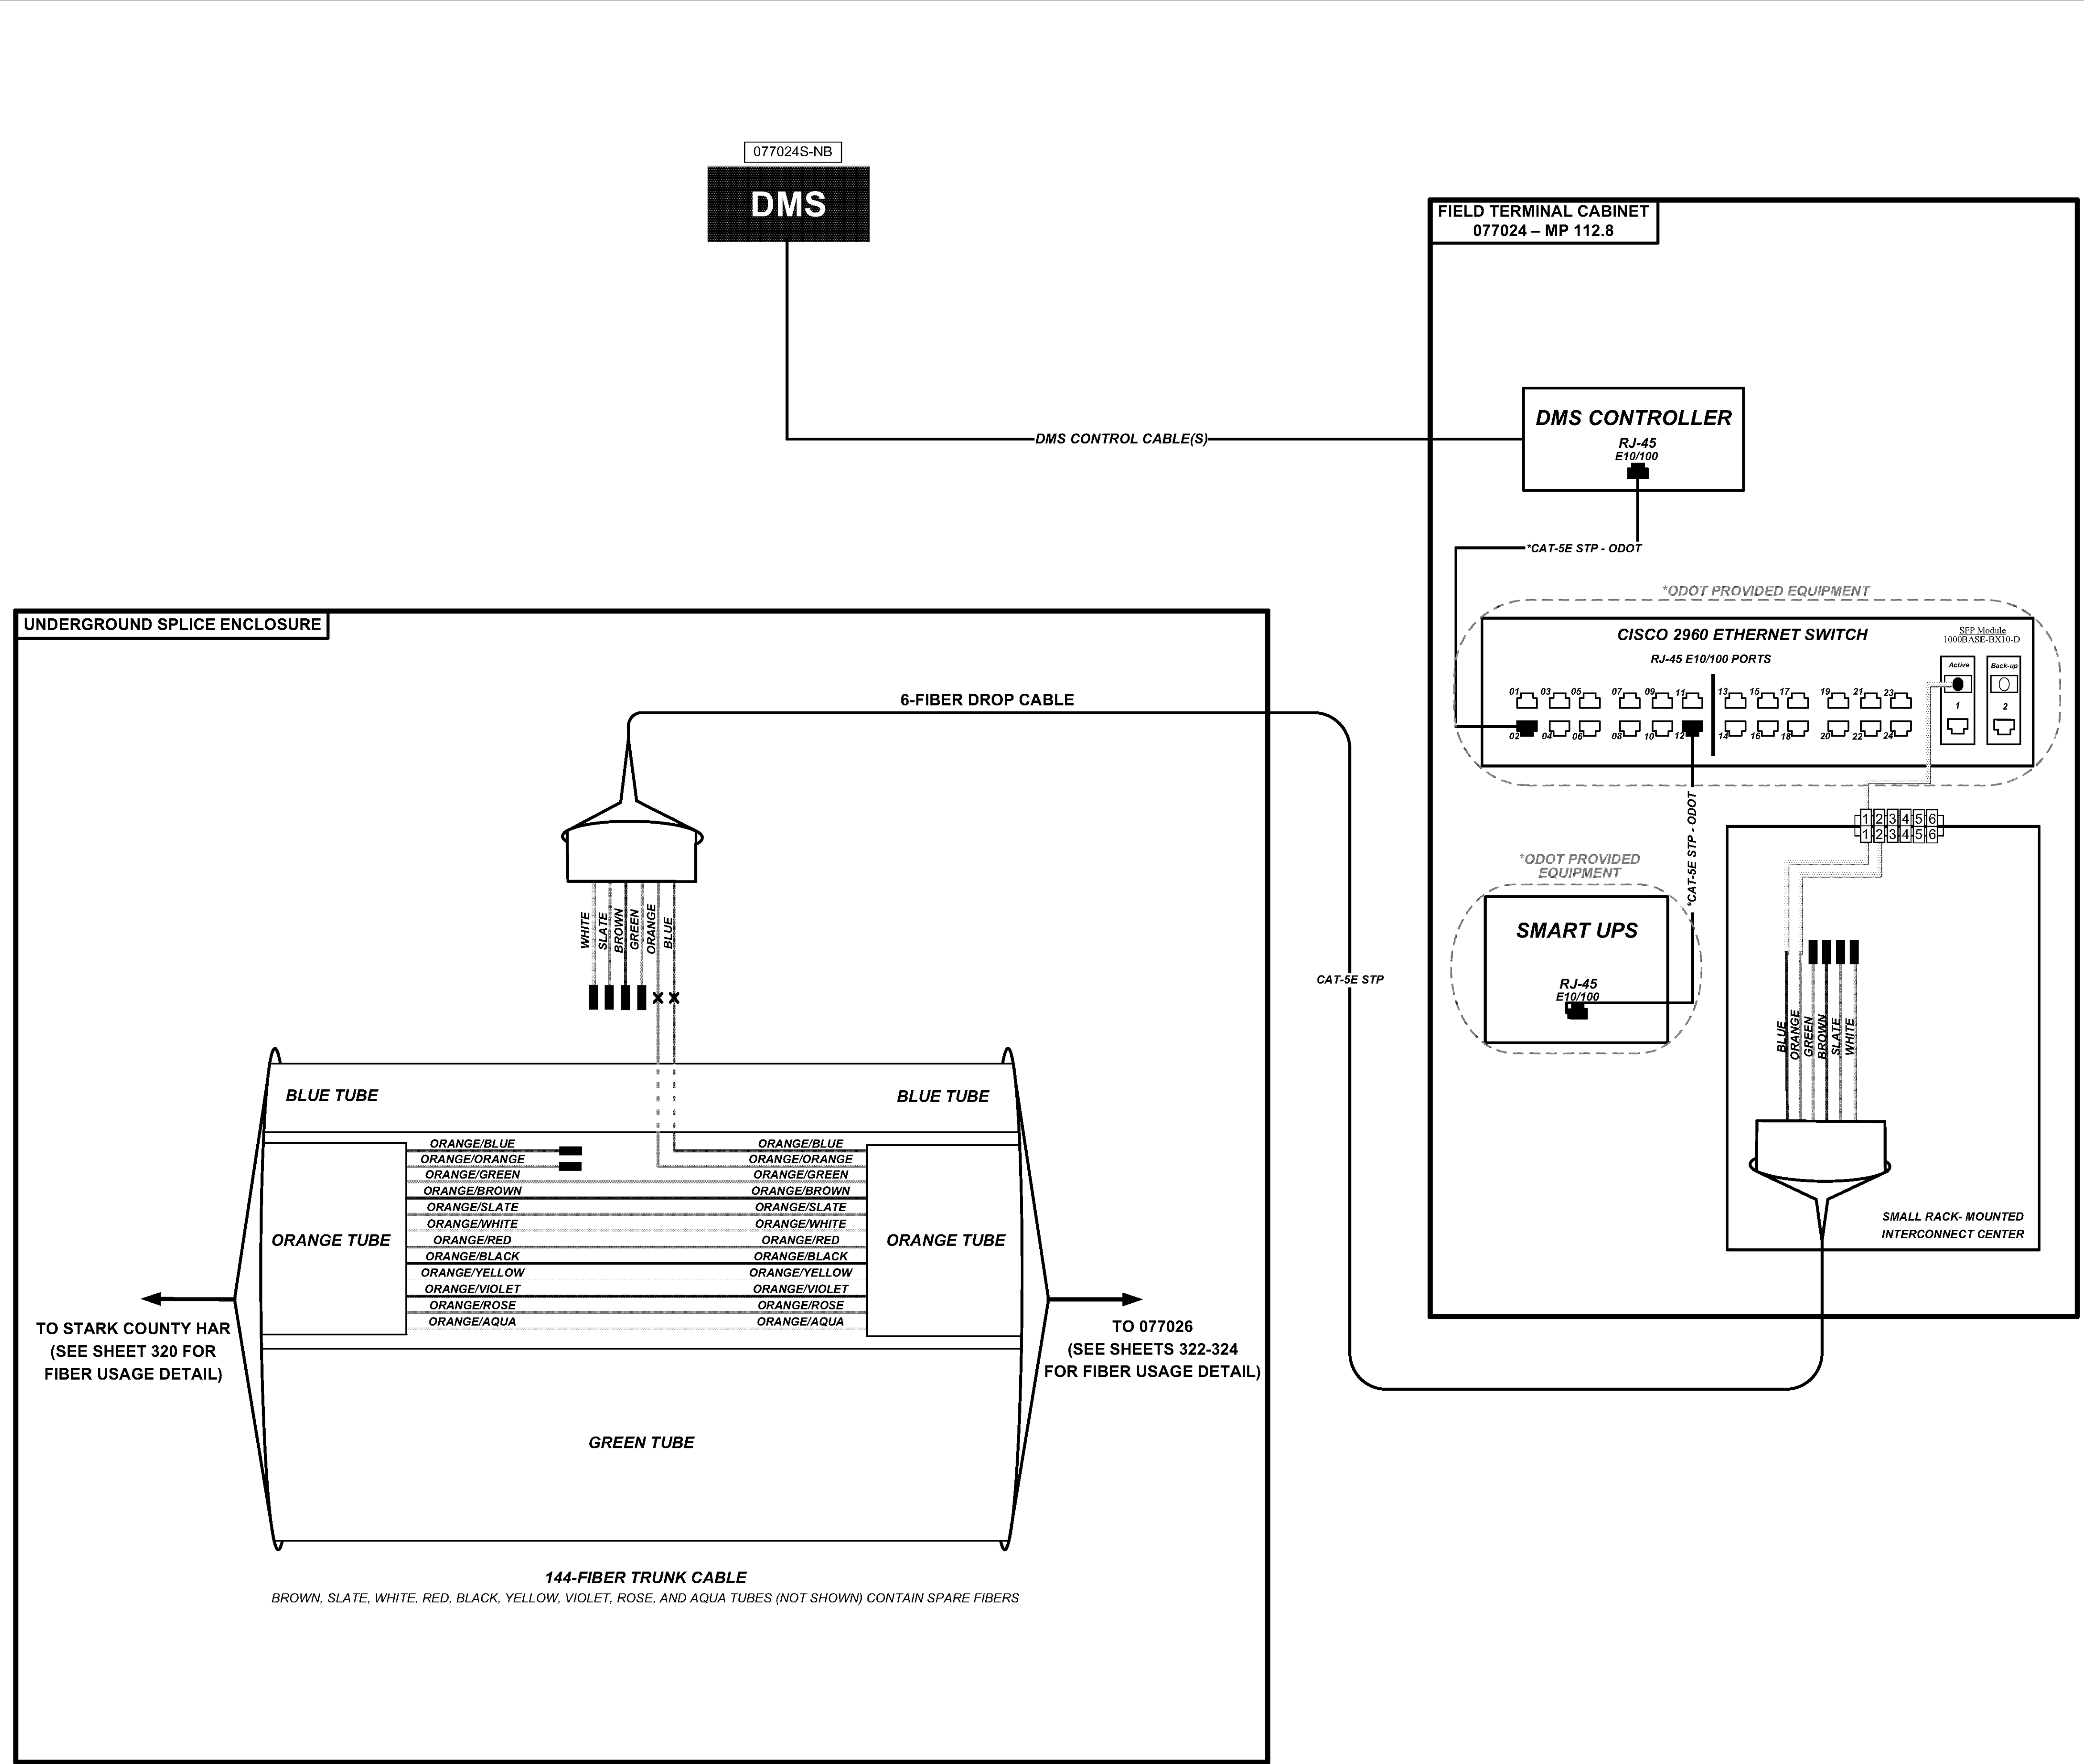 077024S-NB
DMS
FIELD TERMINAL CABINET
077024 – MP 112.8
DMS CONTROLLER
RJ-45
E10/100
DMS CONTROL CABLE(S)
*CAT-5E STP - ODOT
*ODOT PROVIDED EQUIPMENT
CISCO 2960 ETHERNET SWITCH
RJ-45 E10/100 PORTS
SFP Module
1000BASE-BX10-D
Active
Back-up
1
2
01 03 05 07 09 11 13 15 17 19 21 23
02 04 06 08 10 12 14 16 18 20 22 24
*CAT-5E STP - ODOT
1 2 3 4 5 6
1 2 3 4 5 6
*ODOT PROVIDED
EQUIPMENT
SMART UPS
RJ-45
E10/100
BLUE
ORANGE
GREEN
BROWN
SLATE
WHITE
SMALL RACK- MOUNTED
INTERCONNECT CENTER
CAT-5E STP
UNDERGROUND SPLICE ENCLOSURE
6-FIBER DROP CABLE
WHITE
SLATE
BROWN
GREEN
ORANGE
BLUE
BLUE TUBE
BLUE TUBE
ORANGE/BLUE ORANGE/BLUE
ORANGE/ORANGE ORANGE/ORANGE
ORANGE/GREEN ORANGE/GREEN
ORANGE/BROWN ORANGE/BROWN
ORANGE/SLATE ORANGE/SLATE
ORANGE/WHITE ORANGE/WHITE
ORANGE/RED ORANGE/RED
ORANGE/BLACK ORANGE/BLACK
ORANGE/YELLOW ORANGE/YELLOW
ORANGE/VIOLET ORANGE/VIOLET
ORANGE/ROSE ORANGE/ROSE
ORANGE/AQUA ORANGE/AQUA
ORANGE TUBE
ORANGE TUBE
TO STARK COUNTY HAR
(SEE SHEET 320 FOR
FIBER USAGE DETAIL)
TO 077026
(SEE SHEETS 322-324
FOR FIBER USAGE DETAIL)
GREEN TUBE
144-FIBER TRUNK CABLE
BROWN, SLATE, WHITE, RED, BLACK, YELLOW, VIOLET, ROSE, AND AQUA TUBES (NOT SHOWN) CONTAIN SPARE FIBERS